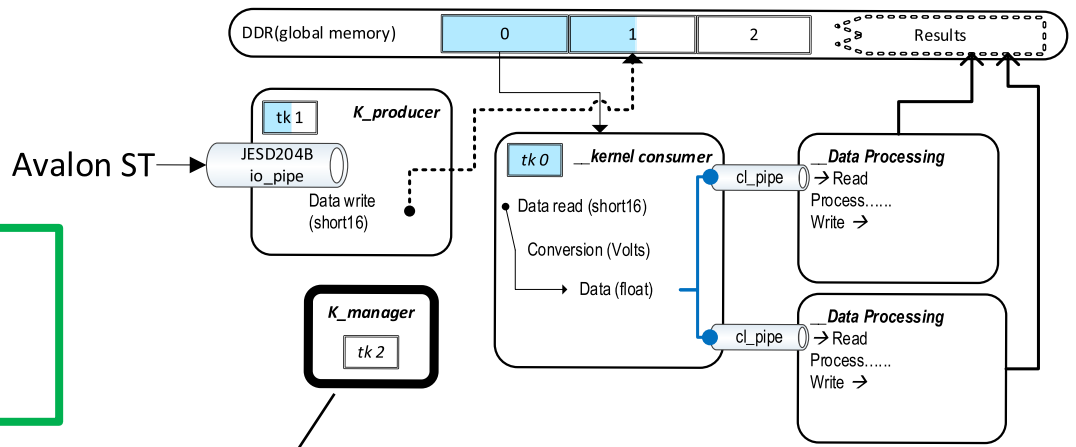 DDR(global memory)
0
1
2
Results
tk 1
K_producer
Avalon ST
JESD204B
io_pipe
Data write
(short16)
tk 0
__kernel consumer
Data read (short16)
Conversion (Volts)
Data (float)
cl_pipe
cl_pipe
__Data Processing
→ Read
Process......
Write →
__Data Processing
→ Read
Process......
Write →
K_manager
tk 2